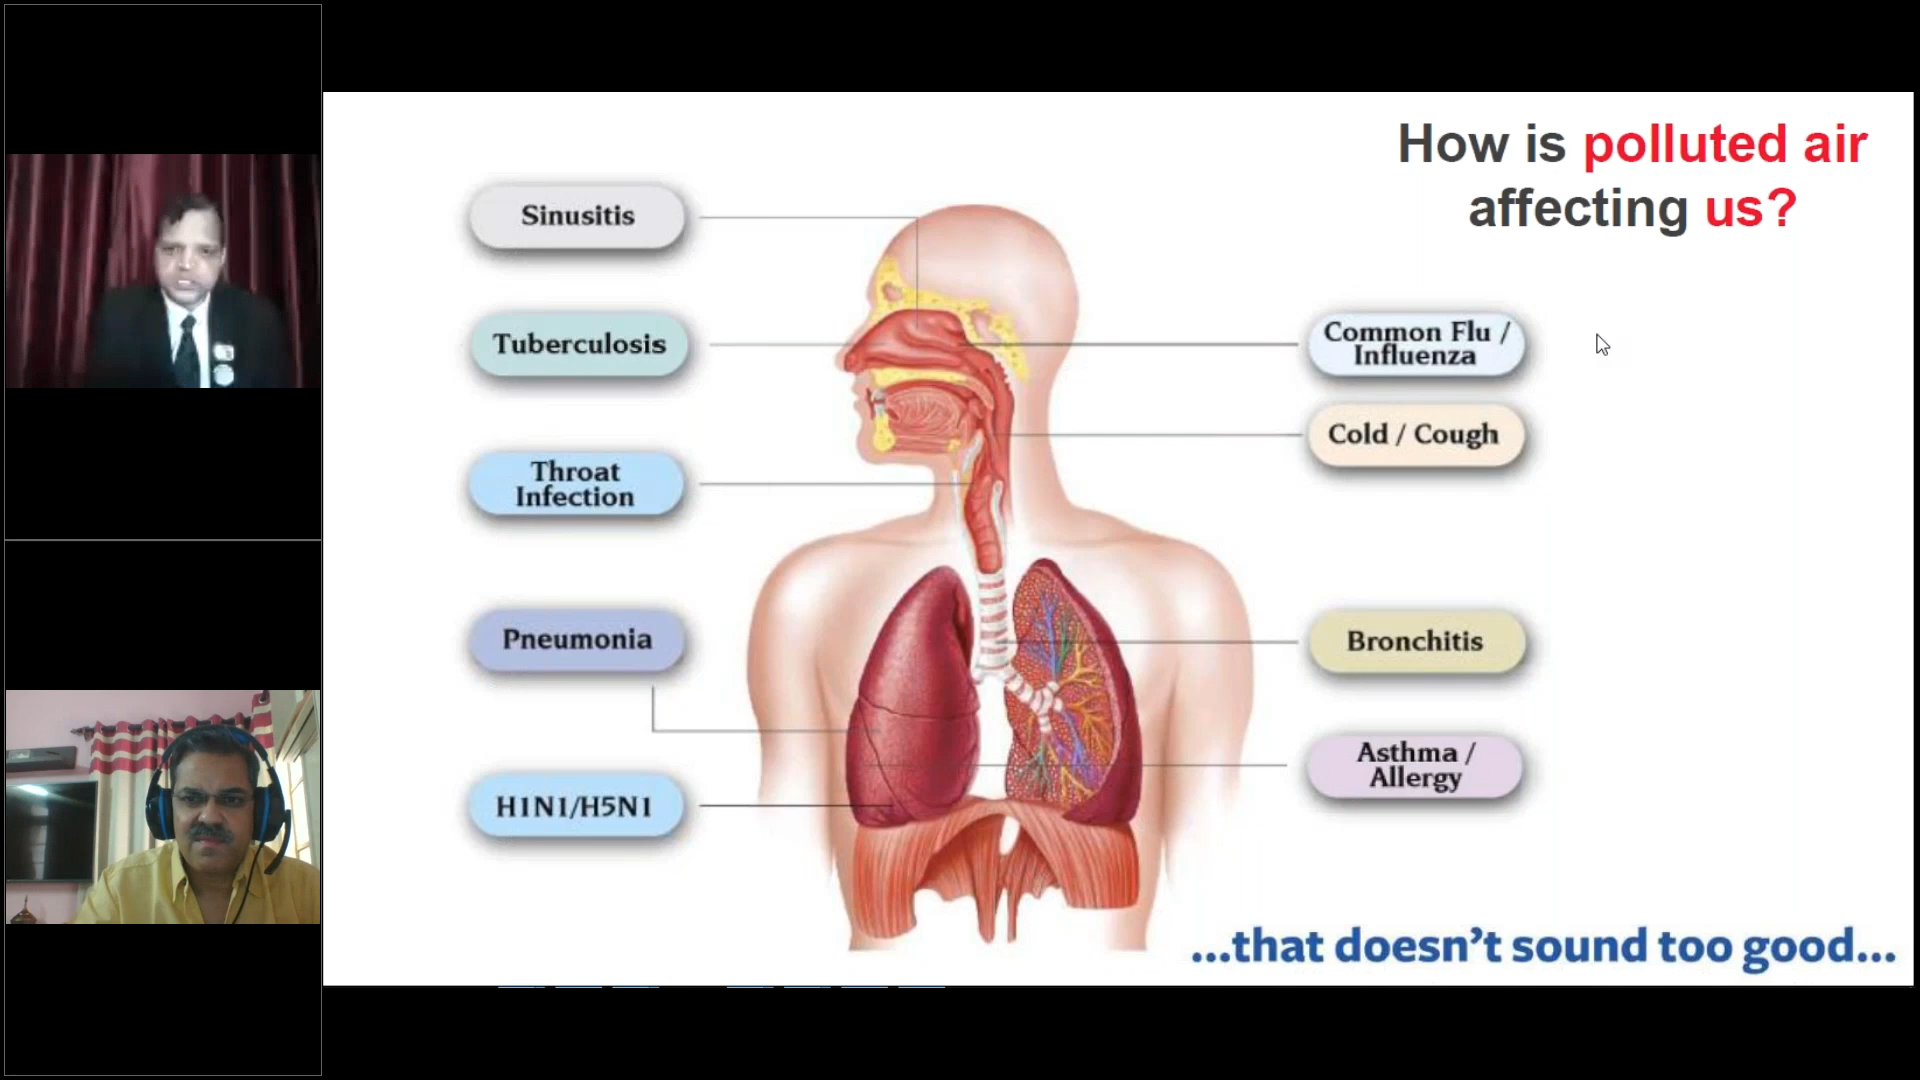 How is polluted air
affecting us?
Sinusitis
Tuberculosis
Throat
Infection
Pneumonia
H1N1/H5N1
Common Flu /
Influenza
Cold / Cough
Bronchitis
Asthma /
Allergy
...that doesn't sound too good...